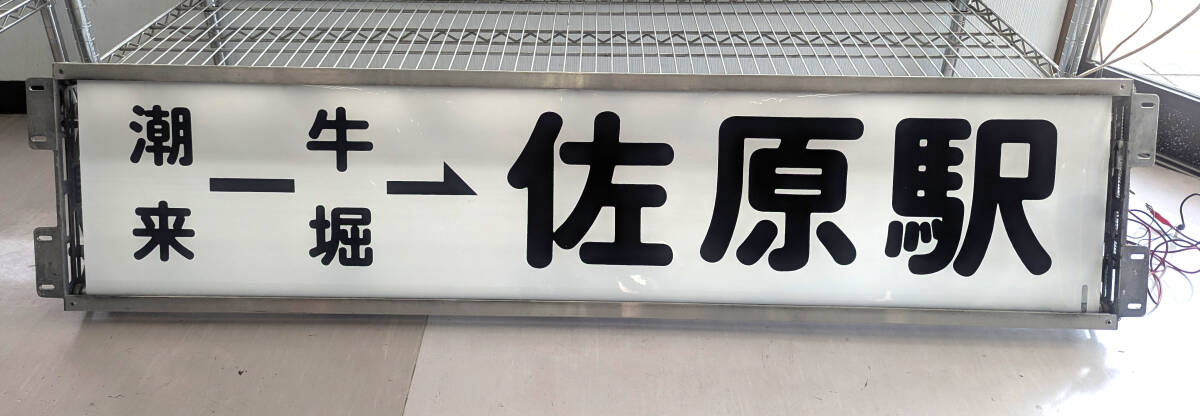 潮来 ― 牛堀 → 佐原駅